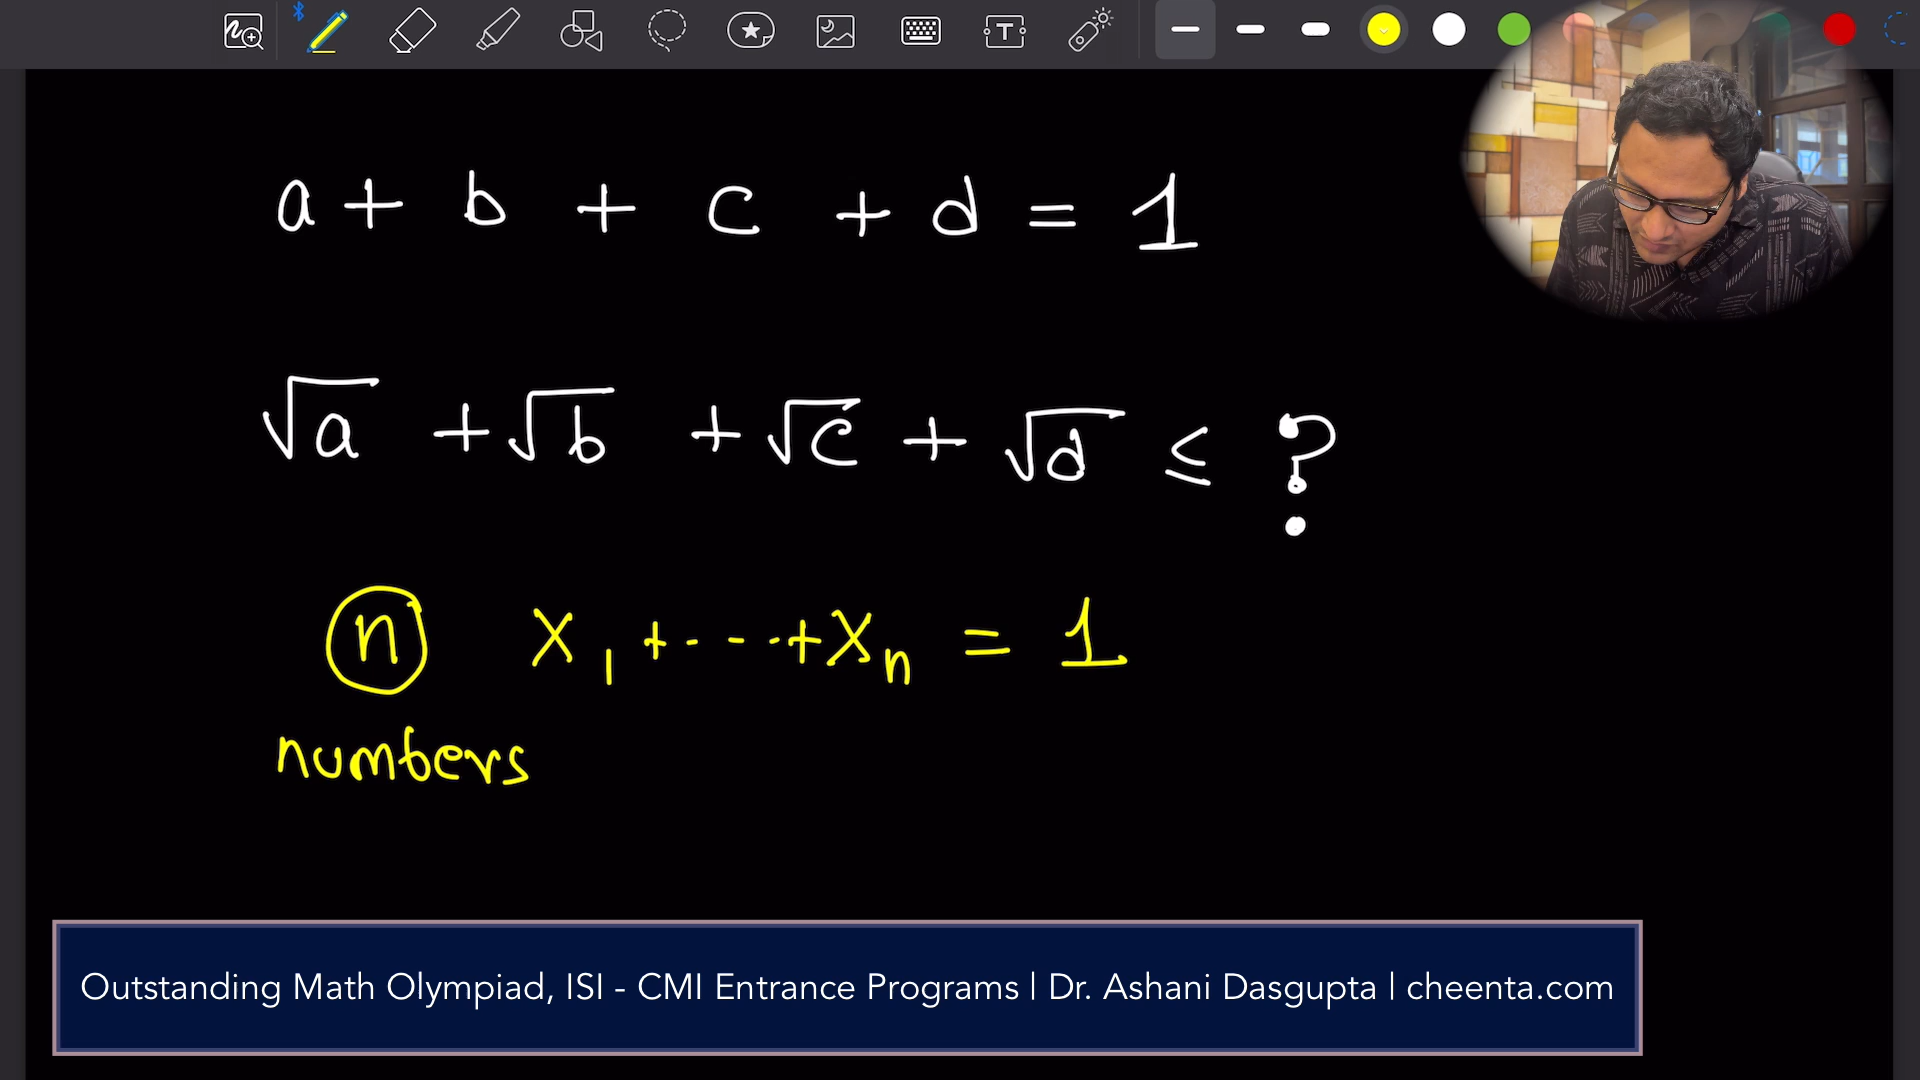 a + b + c + d = 1
√a + √b + √c + √d ≤ ?
n x₁ + - - - + xₙ = 1
numbers
Outstanding Math Olympiad, ISI - CMI Entrance Programs | Dr. Ashani Dasgupta | cheenta.com